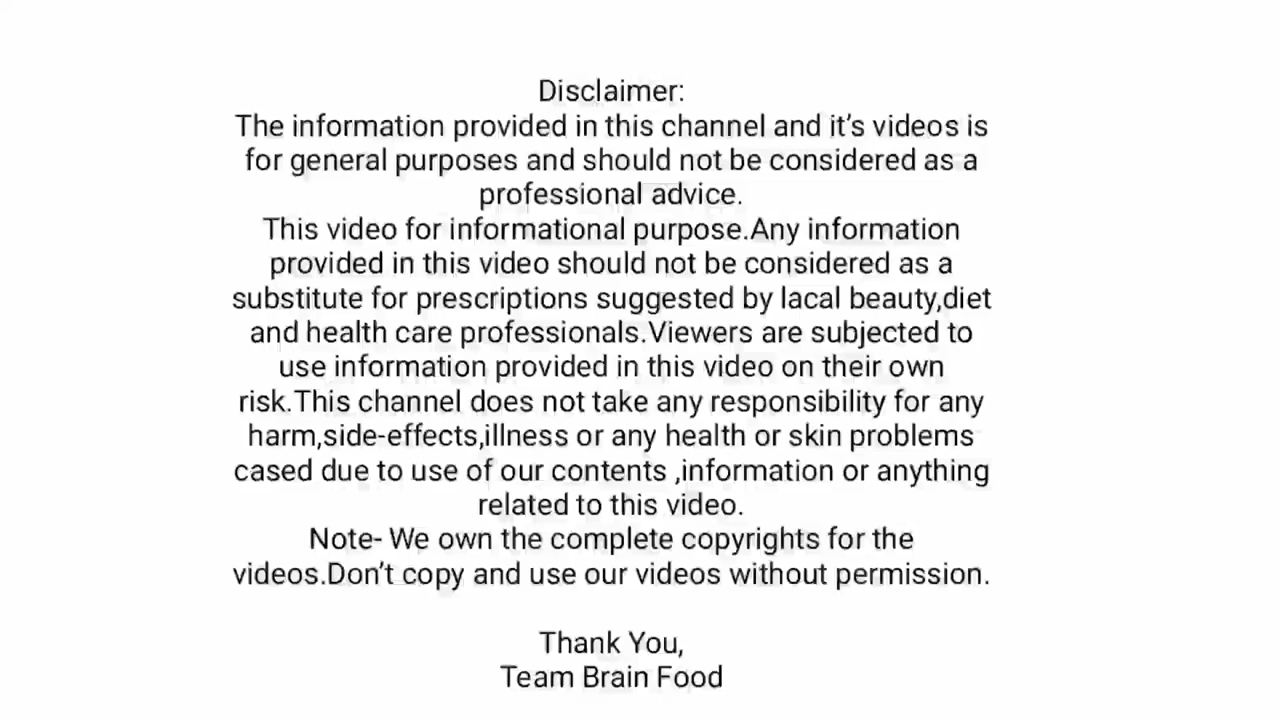 Disclaimer:
The information provided in this channel and it's videos is
for general purposes and should not be considered as a
professional advice.
This video for informational purpose.Any information
provided in this video should not be considered as a
substitute for prescriptions suggested by lacal beauty,diet
and health care professionals.Viewers are subjected to
use information provided in this video on their own
risk.This channel does not take any responsibility for any
harm,side-effects,illness or any health or skin problems
cased due to use of our contents ,information or anything
related to this video.
Note- We own the complete copyrights for the
videos.Don't copy and use our videos without permission.
Thank You,
Team Brain Food